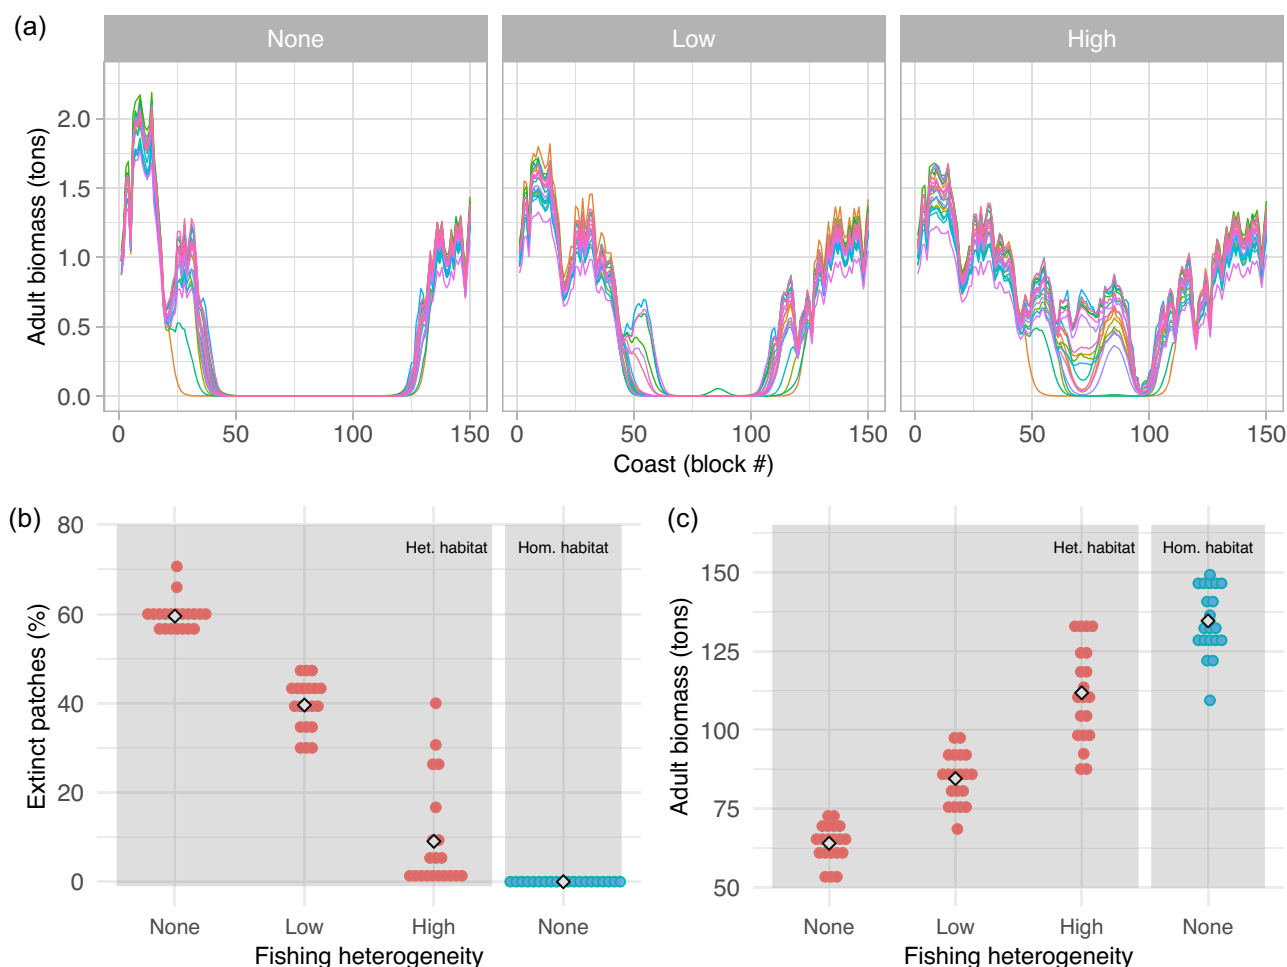 (a)
None Low High
Adult biomass (tons)
2.0
1.5
1.0
0.5
0.0
0 50 100 150 0 50 100 150 0 50 100 150
Coast (block #)
(b)
Extinct patches (%)
80
60
40
20
0
Het. habitat Hom. habitat
None Low High None
Fishing heterogeneity
(c)
Adult biomass (tons)
150
125
100
75
50
Het. habitat Hom. habitat
None Low High None
Fishing heterogeneity